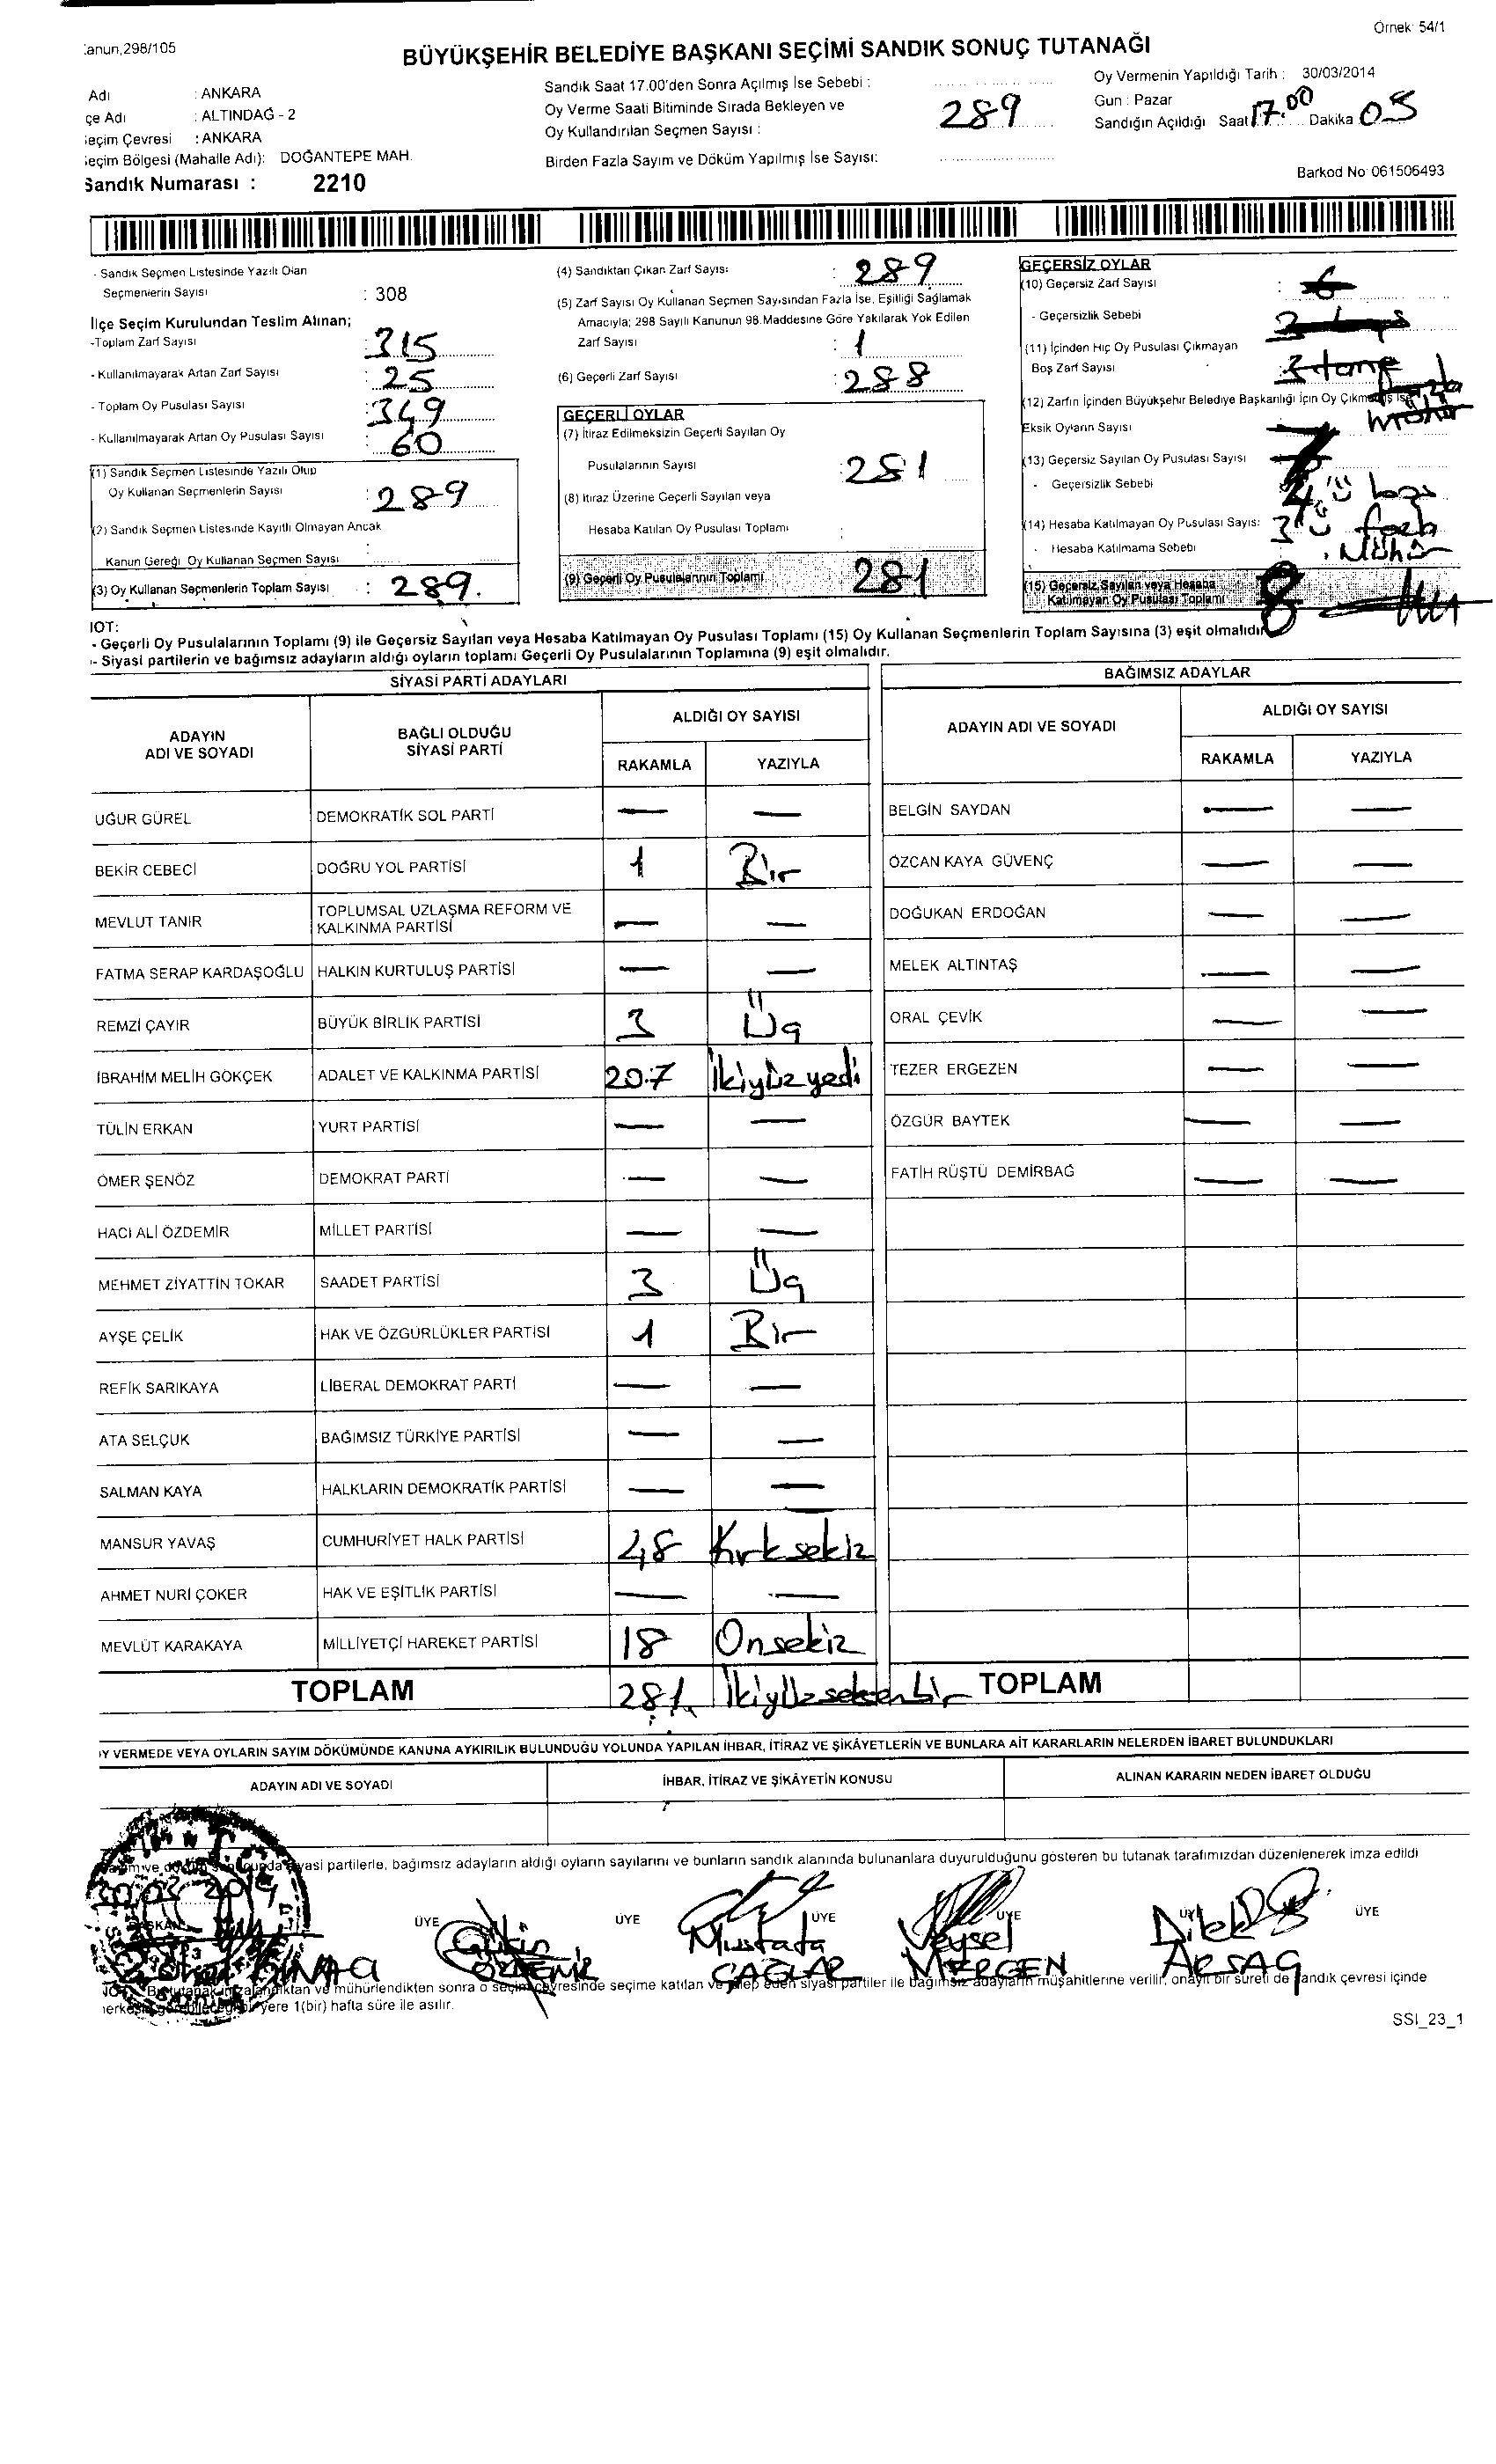 Örnek: 54/1
anun,298/105
BÜYÜKŞEHİR BELEDİYE BAŞKANI SEÇİMİ SANDIK SONUÇ TUTANAĞI
Adı : ANKARA
çe Adı : ALTINDAĞ - 2
eçim Çevresi : ANKARA
eçim Bölgesi (Mahalle Adı): DOĞANTEPE MAH.
Sandık Numarası : 2210
Sandık Saat 17.00'den Sonra Açılmış İse Sebebi :
Oy Verme Saati Bitiminde Sırada Bekleyen ve
Oy Kullandırılan Seçmen Sayısı : 289
Birden Fazla Sayım ve Döküm Yapılmış İse Sayısı:
Oy Vermenin Yapıldığı Tarih : 30/03/2014
Gün : Pazar
Sandığın Açıldığı Saat 17.00 Dakika 05
Barkod No: 061506493
- Sandık Seçmen Listesinde Yazılı Olan
Seçmenlerin Sayısı : 308
İlçe Seçim Kurulundan Teslim Alınan;
-Toplam Zarf Sayısı : 315
- Kullanılmayarak Artan Zarf Sayısı : 25
- Toplam Oy Pusulası Sayısı : 349
- Kullanılmayarak Artan Oy Pusulası Sayısı : 60
(1) Sandık Seçmen Listesinde Yazılı Olup
Oy Kullanan Seçmenlerin Sayısı : 289
(2) Sandık Seçmen Listesinde Kayıtlı Olmayan Ancak
Kanun Gereği Oy Kullanan Seçmen Sayısı :
(3) Oy Kullanan Seçmenlerin Toplam Sayısı : 289.
(4) Sandıktan Çıkan Zarf Sayısı : 289
(5) Zarf Sayısı Oy Kullanan Seçmen Sayısından Fazla İse, Eşitliği Sağlamak
Amacıyla; 298 Sayılı Kanunun 98.Maddesine Göre Yakılarak Yok Edilen
Zarf Sayısı : 1
(6) Geçerli Zarf Sayısı : 288
GEÇERLİ OYLAR
(7) İtiraz Edilmeksizin Geçerli Sayılan Oy
Pusulalarının Sayısı : 281
(8) İtiraz Üzerine Geçerli Sayılan veya
Hesaba Katılan Oy Pusulası Toplamı :
(9) Geçerli Oy Pusulalarının Toplamı 281
GEÇERSİZ OYLAR
(10) Geçersiz Zarf Sayısı : 6
- Geçersizlik Sebebi
(11) İçinden Hiç Oy Pusulası Çıkmayan
Boş Zarf Sayısı
(12) Zarfın İçinden Büyükşehir Belediye Başkanlığı İçin Oy Çıkmamış İse
Eksik Oyların Sayısı
(13) Geçersiz Sayılan Oy Pusulası Sayısı
- Geçersizlik Sebebi
(14) Hesaba Katılmayan Oy Pusulası Sayısı:
- Hesaba Katılmama Sebebi
(15) Geçersiz Sayılan veya Hesaba
Katılmayan Oy Pusulası Toplamı 8
NOT:
- Geçerli Oy Pusulalarının Toplamı (9) ile Geçersiz Sayılan veya Hesaba Katılmayan Oy Pusulası Toplamı (15) Oy Kullanan Seçmenlerin Toplam Sayısına (3) eşit olmalıdır
- Siyasi partilerin ve bağımsız adayların aldığı oyların toplamı Geçerli Oy Pusulalarının Toplamına (9) eşit olmalıdır.
SİYASİ PARTİ ADAYLARI
ADAYIN ADI VE SOYADI BAĞLI OLDUĞU SİYASİ PARTİ ALDIĞI OY SAYISI
RAKAMLA YAZIYLA
UĞUR GÜREL DEMOKRATİK SOL PARTİ — —
BEKİR CEBECİ DOĞRU YOL PARTİSİ 1 Bir
MEVLUT TANIR TOPLUMSAL UZLAŞMA REFORM VE KALKINMA PARTİSİ — —
FATMA SERAP KARDAŞOĞLU HALKIN KURTULUŞ PARTİSİ — —
REMZİ ÇAYIR BÜYÜK BİRLİK PARTİSİ 3 Üç
İBRAHİM MELİH GÖKÇEK ADALET VE KALKINMA PARTİSİ 207 İkiyüzyedi
TÜLİN ERKAN YURT PARTİSİ — —
ÖMER ŞENÖZ DEMOKRAT PARTİ — —
HACI ALİ ÖZDEMİR MİLLET PARTİSİ — —
MEHMET ZİYATTİN TOKAR SAADET PARTİSİ 3 Üç
AYŞE ÇELİK HAK VE ÖZGÜRLÜKLER PARTİSİ 1 Bir
REFİK SARIKAYA LİBERAL DEMOKRAT PARTİ — —
ATA SELÇUK BAĞIMSIZ TÜRKİYE PARTİSİ — —
SALMAN KAYA HALKLARIN DEMOKRATİK PARTİSİ — —
MANSUR YAVAŞ CUMHURİYET HALK PARTİSİ 48 Kırksekiz
AHMET NURİ ÇOKER HAK VE EŞİTLİK PARTİSİ — —
MEVLÜT KARAKAYA MİLLİYETÇİ HAREKET PARTİSİ 18 Onsekiz
TOPLAM 281 İkiyüzseksenbir
BAĞIMSIZ ADAYLAR
ADAYIN ADI VE SOYADI ALDIĞI OY SAYISI
RAKAMLA YAZIYLA
BELGİN SAYDAN — —
ÖZCAN KAYA GÜVENÇ — —
DOĞUKAN ERDOĞAN — —
MELEK ALTINTAŞ — —
ORAL ÇEVİK — —
TEZER ERGEZEN — —
ÖZGÜR BAYTEK — —
FATİH RÜŞTÜ DEMİRBAĞ — —
TOPLAM
OY VERMEDE VEYA OYLARIN SAYIM DÖKÜMÜNDE KANUNA AYKIRILIK BULUNDUĞU YOLUNDA YAPILAN İHBAR, İTİRAZ VE ŞİKÂYETLERİN VE BUNLARA AİT KARARLARIN NELERDEN İBARET BULUNDUKLARI
ADAYIN ADI VE SOYADI İHBAR, İTİRAZ VE ŞİKÂYETİN KONUSU ALINAN KARARIN NEDEN İBARET OLDUĞU
siyasi partilerle, bağımsız adayların aldığı oyların sayılarını ve bunların sandık alanında bulunanlara duyurulduğunu gösteren bu tutanak tarafımızdan düzenlenerek imza edildi
30.03.2014
BAŞKAN ÜYE ÜYE ÜYE ÜYE ÜYE ÜYE
Mustafa ÇAĞLAR
Veysel MERGEN
Dilek
Bu tutanak imzalandıktan ve mühürlendikten sonra o seçim çevresinde seçime katılan ve talep eden siyasi partiler ile bağımsız adayların müşahitlerine verilir, onaylı bir sureti de sandık çevresi içinde
herkesin görebileceği bir yere 1(bir) hafta süre ile asılır.
SSI_23_1